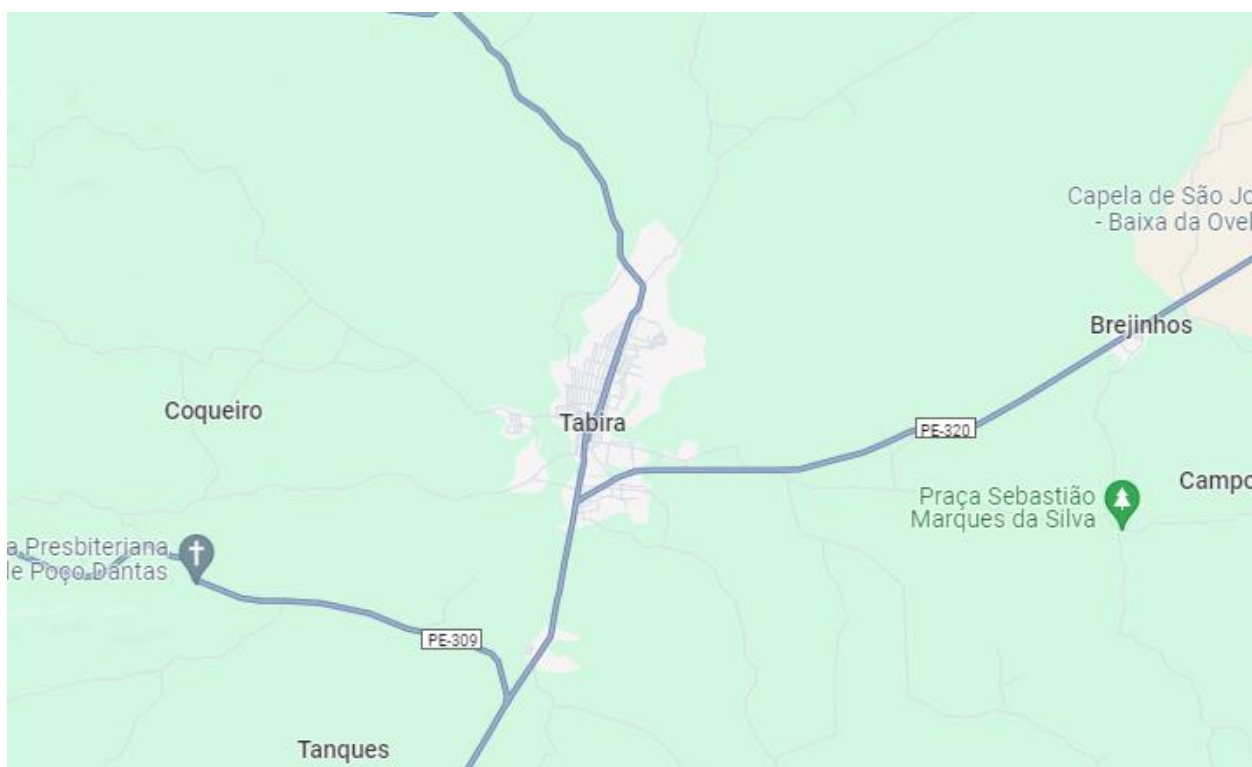 Capela de São Jo
- Baixa da Ovel
Brejinhos
Coqueiro
Tabira
PE-320
Praça Sebastião
Marques da Silva
Campo
a Presbiteriana
de Poço Dantas
PE-309
Tanques